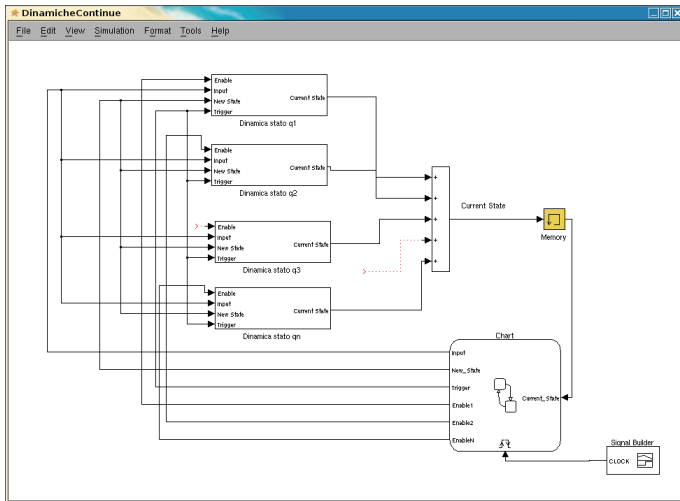 DinamicheContinue
File Edit View Simulation Format Tools Help
Enable
Input
New State
Trigger
Current State
Dinamica stato q1
Enable
Input
New State
Trigger
Current State
Dinamica stato q2
Enable
Input
New State
Trigger
Current State
Dinamica stato q3
Enable
Input
New State
Trigger
Current State
Dinamica stato qn
+
+
+
+
+
Current State
Memory
Chart
Input
New_State
Trigger
Enable1
Enable2
EnableN
Current_State
Signal Builder
CLOCK